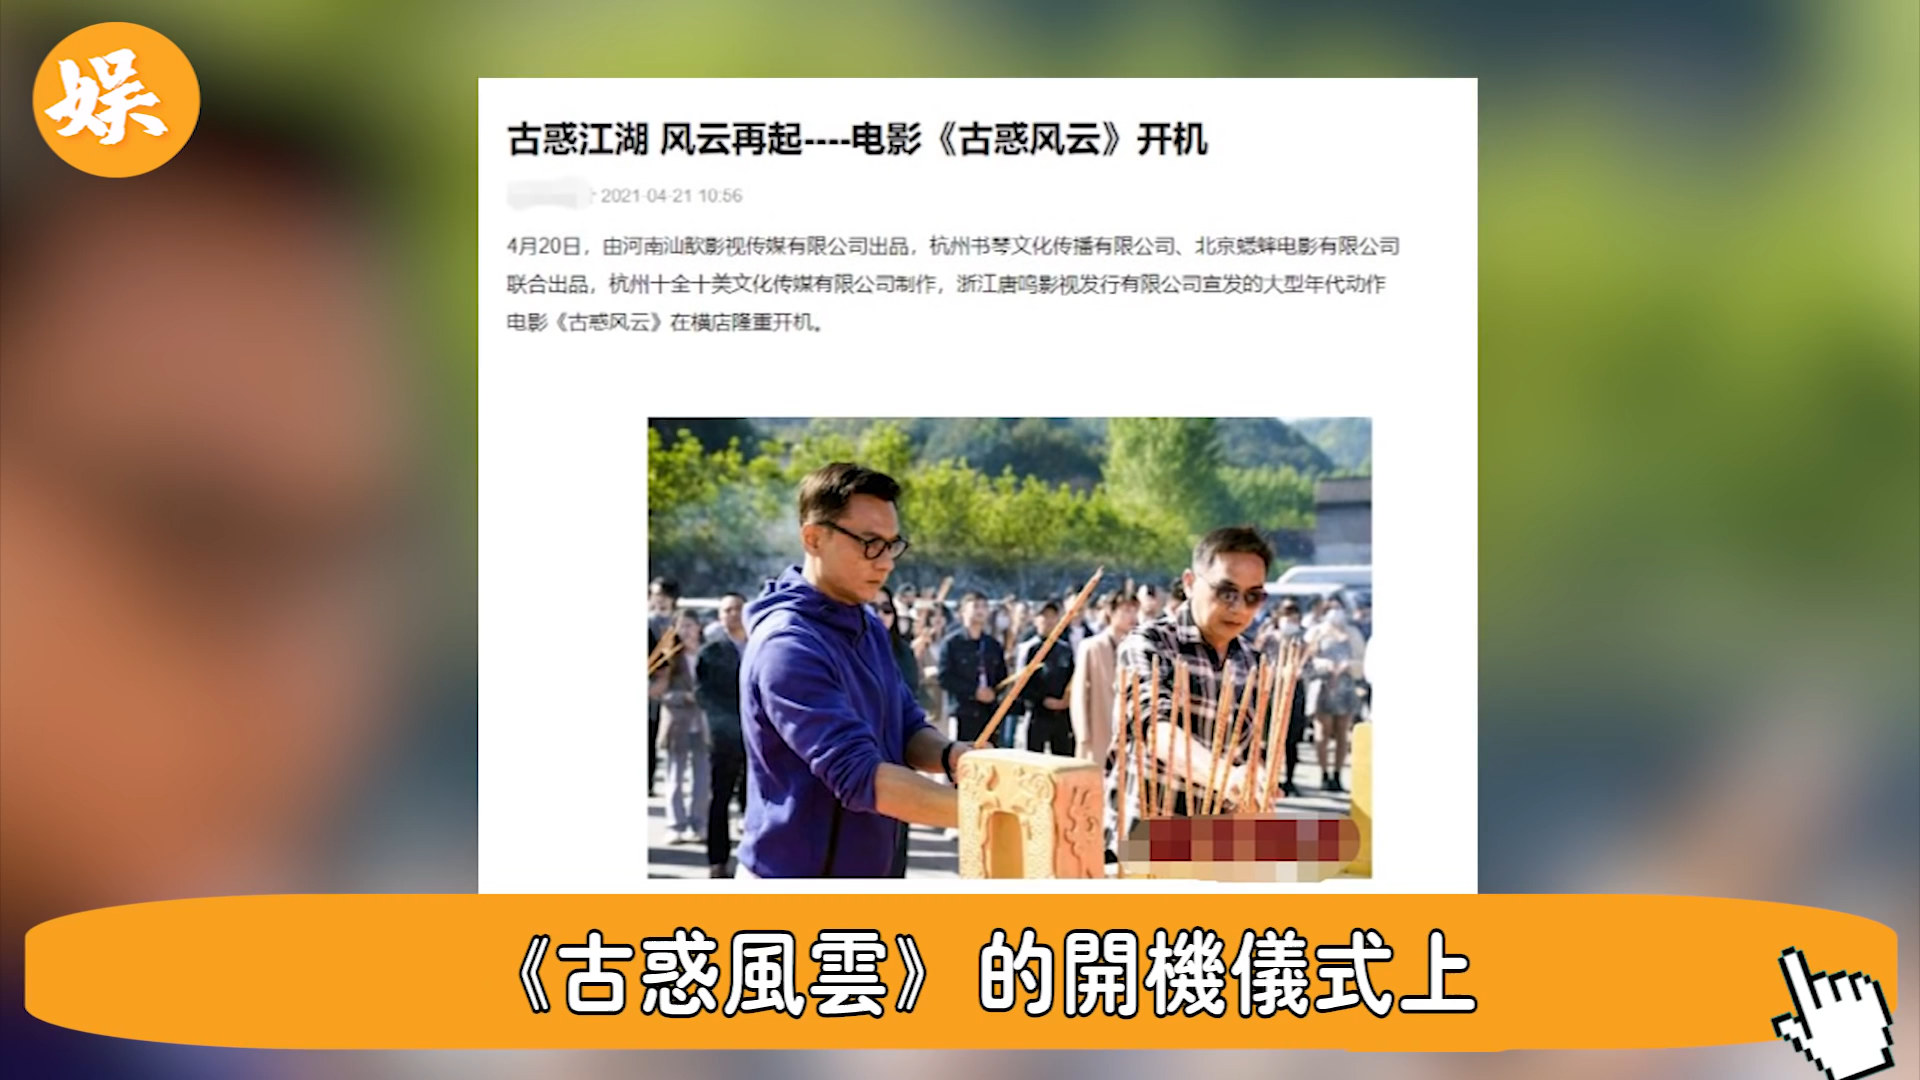 娱
古惑江湖 风云再起----电影《古惑风云》开机
2021-04-21 10:56
4月20日，由河南汕歆影视传媒有限公司出品，杭州书琴文化传播有限公司、北京蟋蟀电影有限公司
联合出品，杭州十全十美文化传媒有限公司制作，浙江唐鸣影视发行有限公司宣发的大型年代动作
电影《古惑风云》在横店隆重开机。
《古惑風雲》的開機儀式上